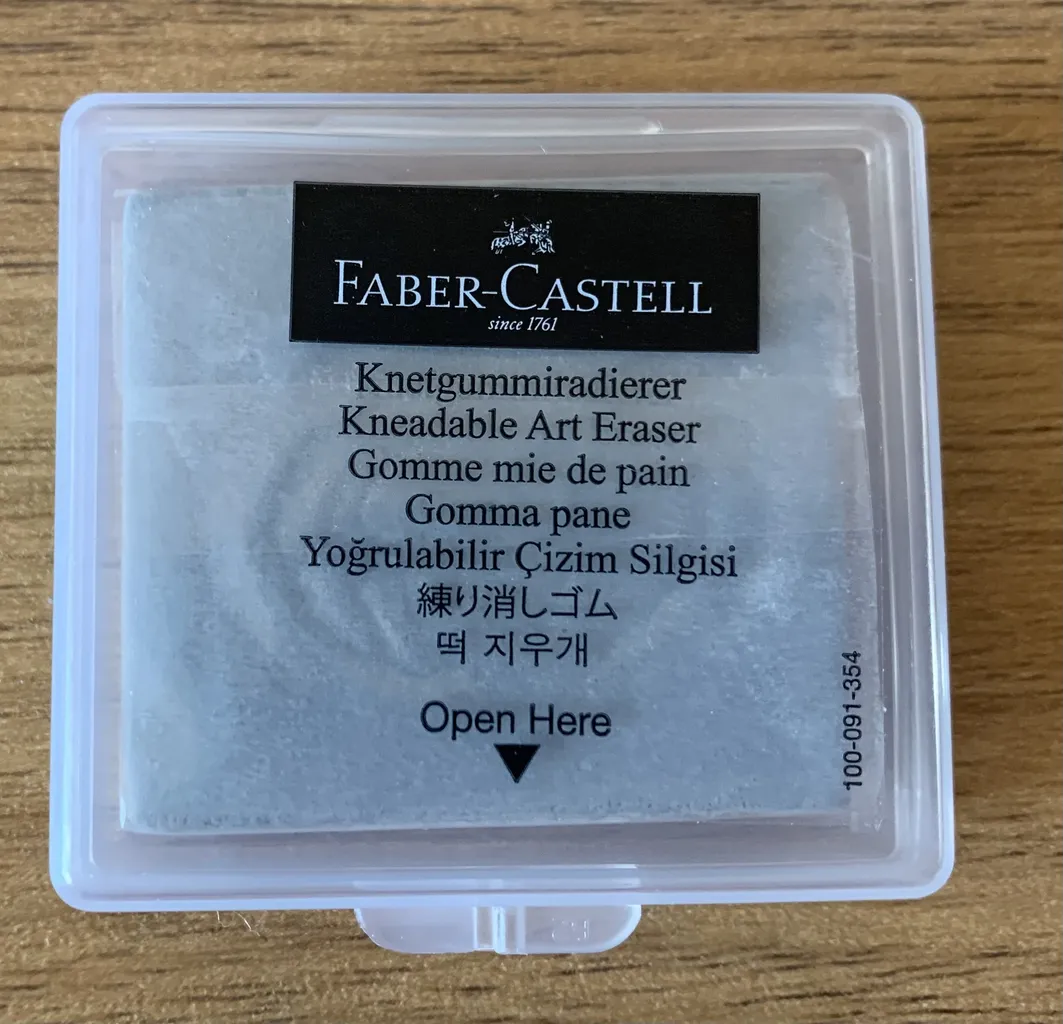 FABER-CASTELL
since 1761
Knetgummiradierer
Kneadable Art Eraser
Gomme mie de pain
Gomma pane
Yoğrulabilir Çizim Silgisi
練り消しゴム
떡 지우개
Open Here
100-091-354